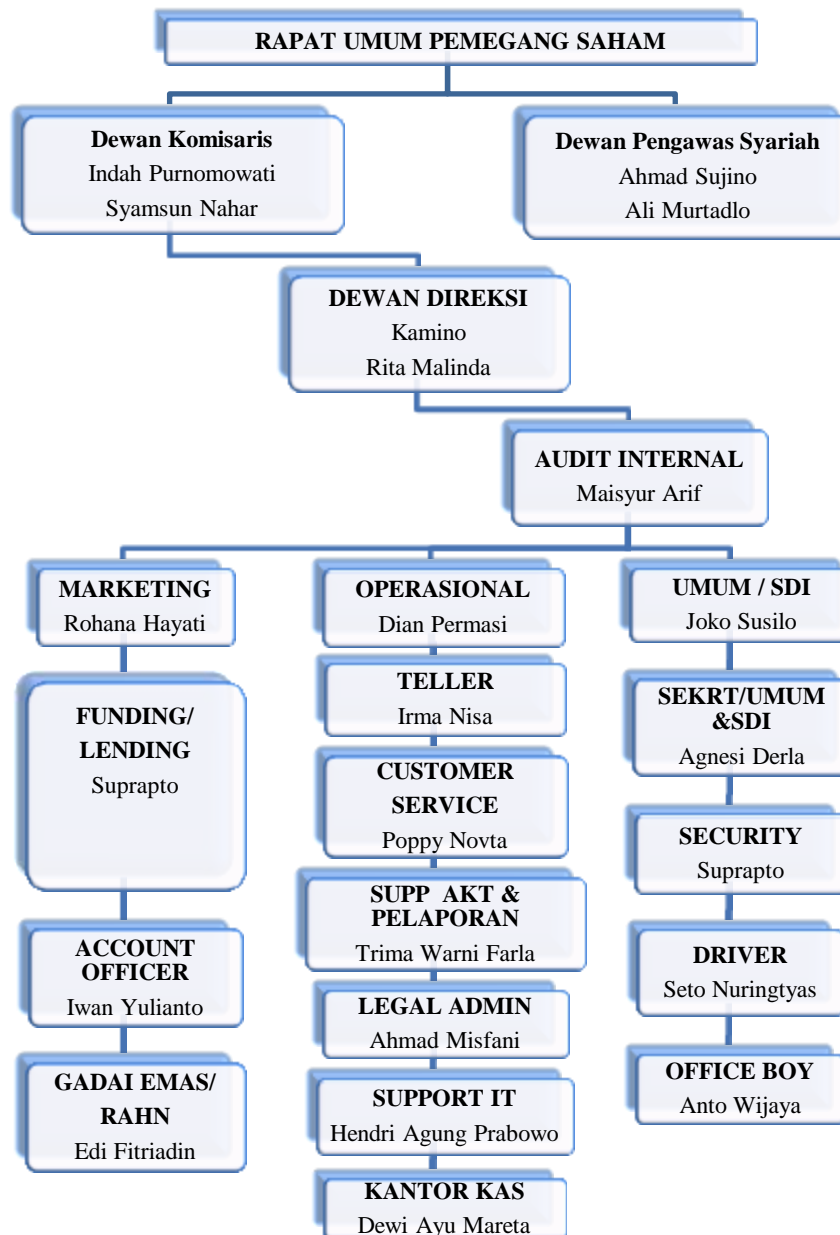 RAPAT UMUM PEMEGANG SAHAM
Dewan Komisaris
Indah Purnomowati
Syamsun Nahar
Dewan Pengawas Syariah
Ahmad Sujino
Ali Murtadlo
DEWAN DIREKSI
Kamino
Rita Malinda
AUDIT INTERNAL
Maisyur Arif
MARKETING
Rohana Hayati
FUNDING/
LENDING
Suprapto
ACCOUNT
OFFICER
Iwan Yulianto
GADAI EMAS/
RAHN
Edi Fitriadin
OPERASIONAL
Dian Permasi
TELLER
Irma Nisa
CUSTOMER
SERVICE
Poppy Novta
SUPP AKT &
PELAPORAN
Trima Warni Farla
LEGAL ADMIN
Ahmad Misfani
SUPPORT IT
Hendri Agung Prabowo
KANTOR KAS
Dewi Ayu Mareta
UMUM / SDI
Joko Susilo
SEKRT/UMUM
&SDI
Agnesi Derla
SECURITY
Suprapto
DRIVER
Seto Nuringtyas
OFFICE BOY
Anto Wijaya